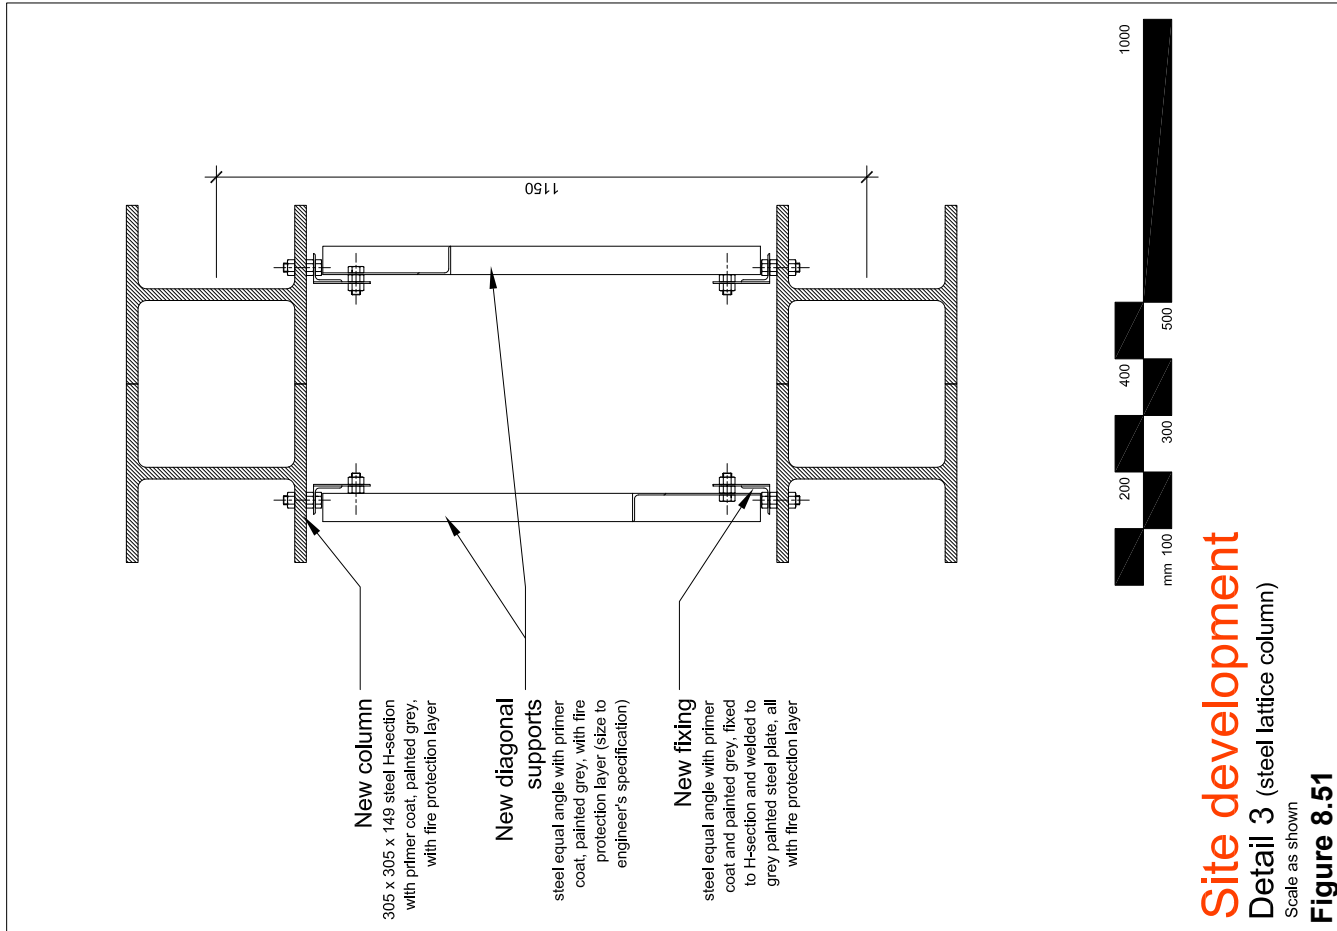 1150
New column
305 x 305 x 149 steel H-section
with primer coat, painted grey,
with fire protection layer
New diagonal
supports
steel equal angle with primer
coat, painted grey, with fire
protection layer (size to
engineer's specification)
New fixing
steel equal angle with primer
coat and painted grey, fixed
to H-section and welded to
grey painted steel plate, all
with fire protection layer
mm 100
200
300
400
500
1000
Site development
Detail 3 (steel lattice column)
Scale as shown
Figure 8.51